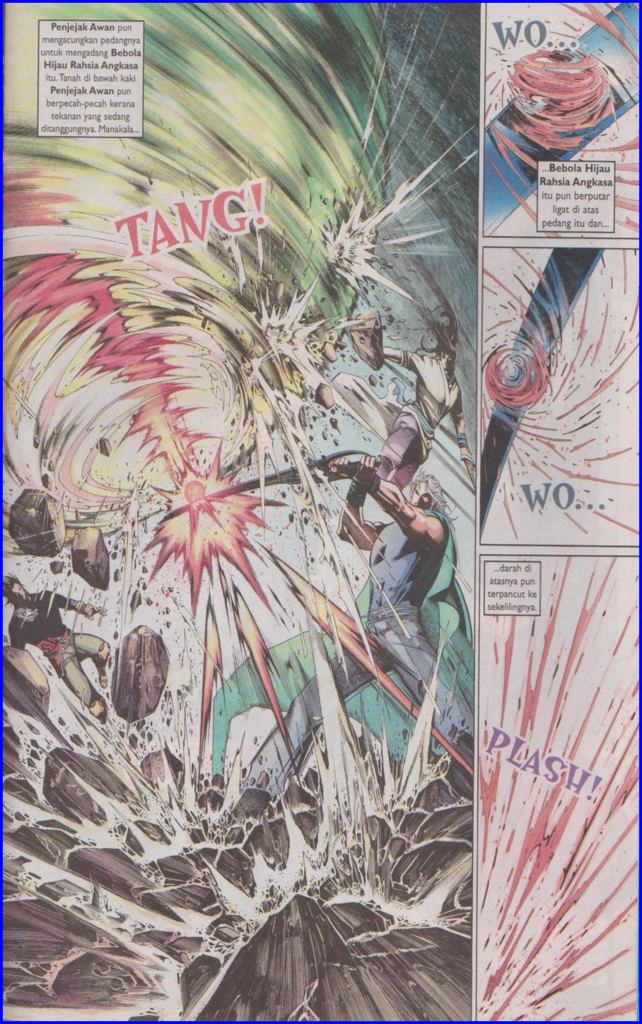 Penjejak Awan pun
mengacungkan pedangnya
untuk mengadang Bebola
Hijau Rahsia Angkasa
itu. Tanah di bawah kaki
Penjejak Awan pun
berpecah-pecah kerana
tekanan yang sedang
ditanggungnya. Manakala...
TANG!
WO...
...Bebola Hijau
Rahsia Angkasa
itu pun berputar
ligat di atas
pedang itu dan...
WO...
...darah di
atasnya pun
terpancut ke
sekelilingnya.
PLASH!